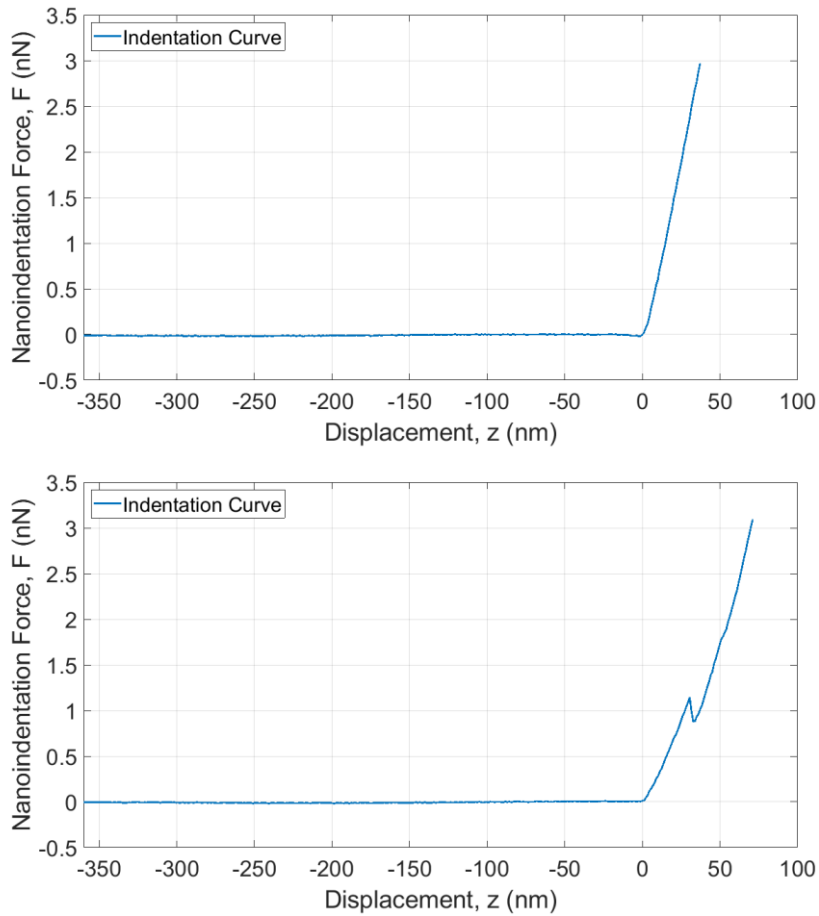 3.5
Indentation Curve
3
2.5
2
1.5
1
0.5
0
-0.5
Nanoindentation Force, F (nN)
-350 -300 -250 -200 -150 -100 -50 0 50 100
Displacement, z (nm)
3.5
Indentation Curve
3
2.5
2
1.5
1
0.5
0
-0.5
Nanoindentation Force, F (nN)
-350 -300 -250 -200 -150 -100 -50 0 50 100
Displacement, z (nm)